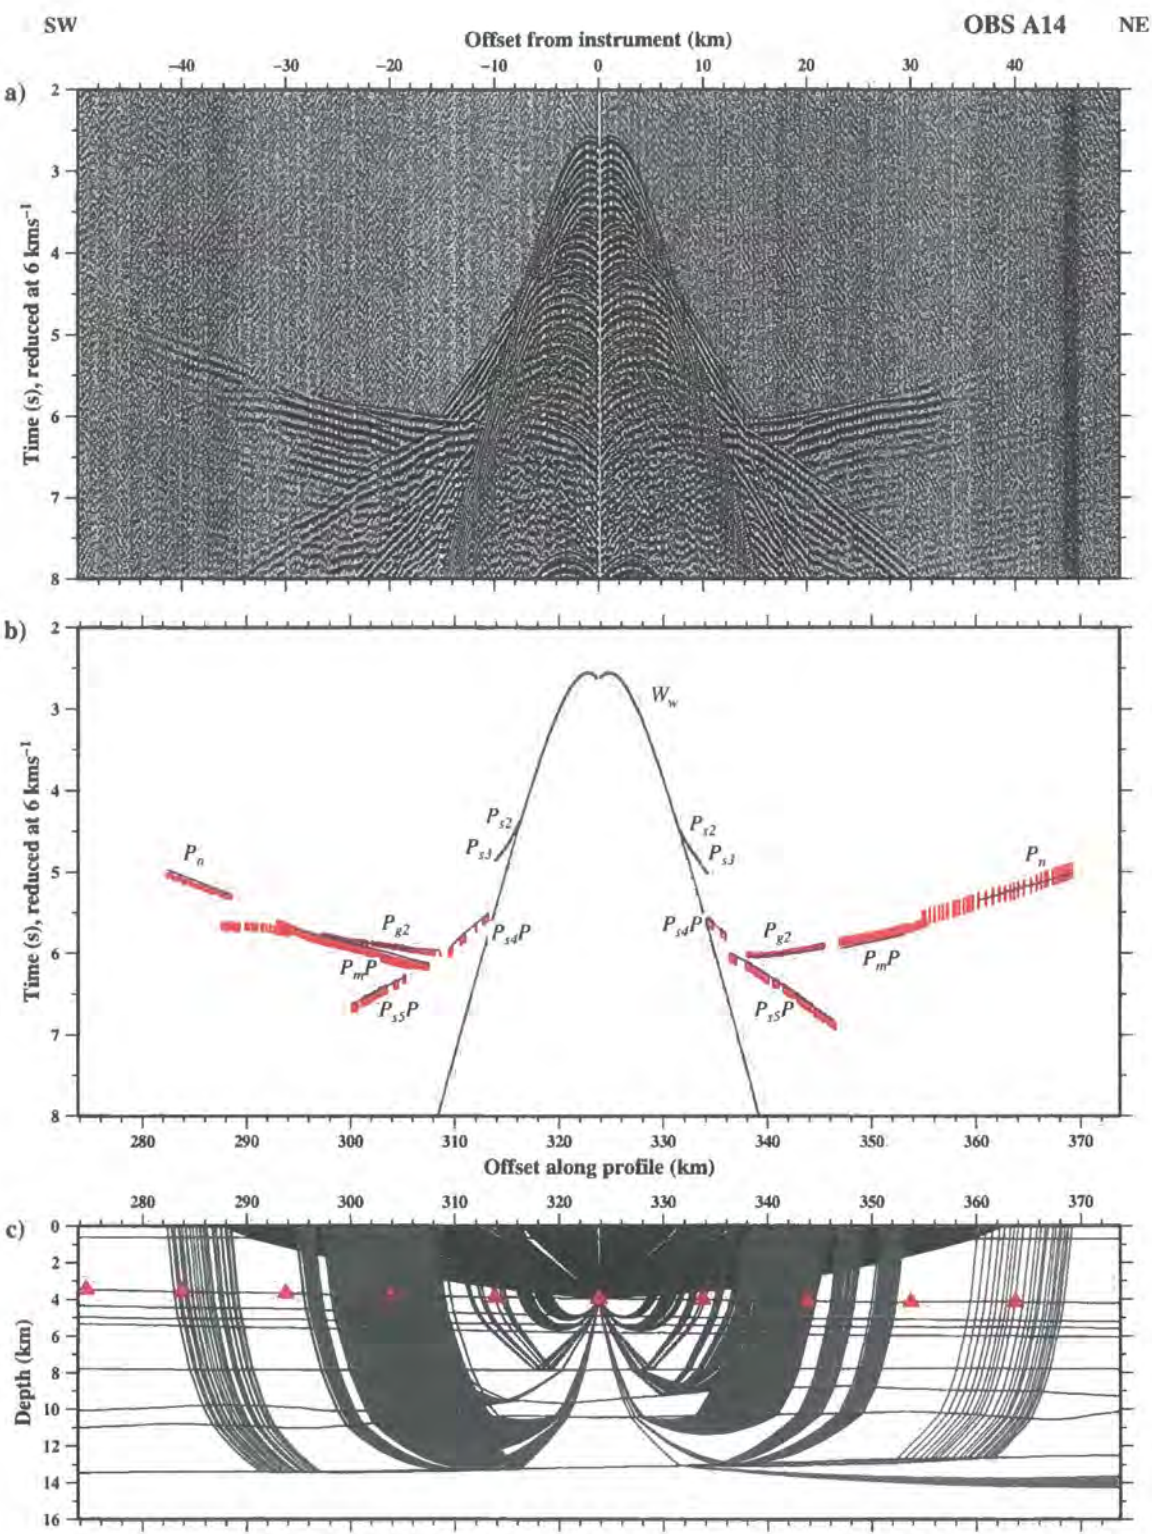 SW OBS A14 NE
Offset from instrument (km)
−40 −30 −20 −10 0 10 20 30 40
a)
2
3
4
5
6
7
8
Time (s), reduced at 6 kms⁻¹
b)
2
3
4
5
6
7
8
Time (s), reduced at 6 kms⁻¹
W_w
P_s2 P_s2
P_s3 P_s3
P_n P_n
P_g2 P_s4P P_s4P P_g2
P_mP P_mP
P_s5P P_s5P
280 290 300 310 320 330 340 350 360 370
Offset along profile (km)
280 290 300 310 320 330 340 350 360 370
c)
0
2
4
6
8
10
12
14
16
Depth (km)